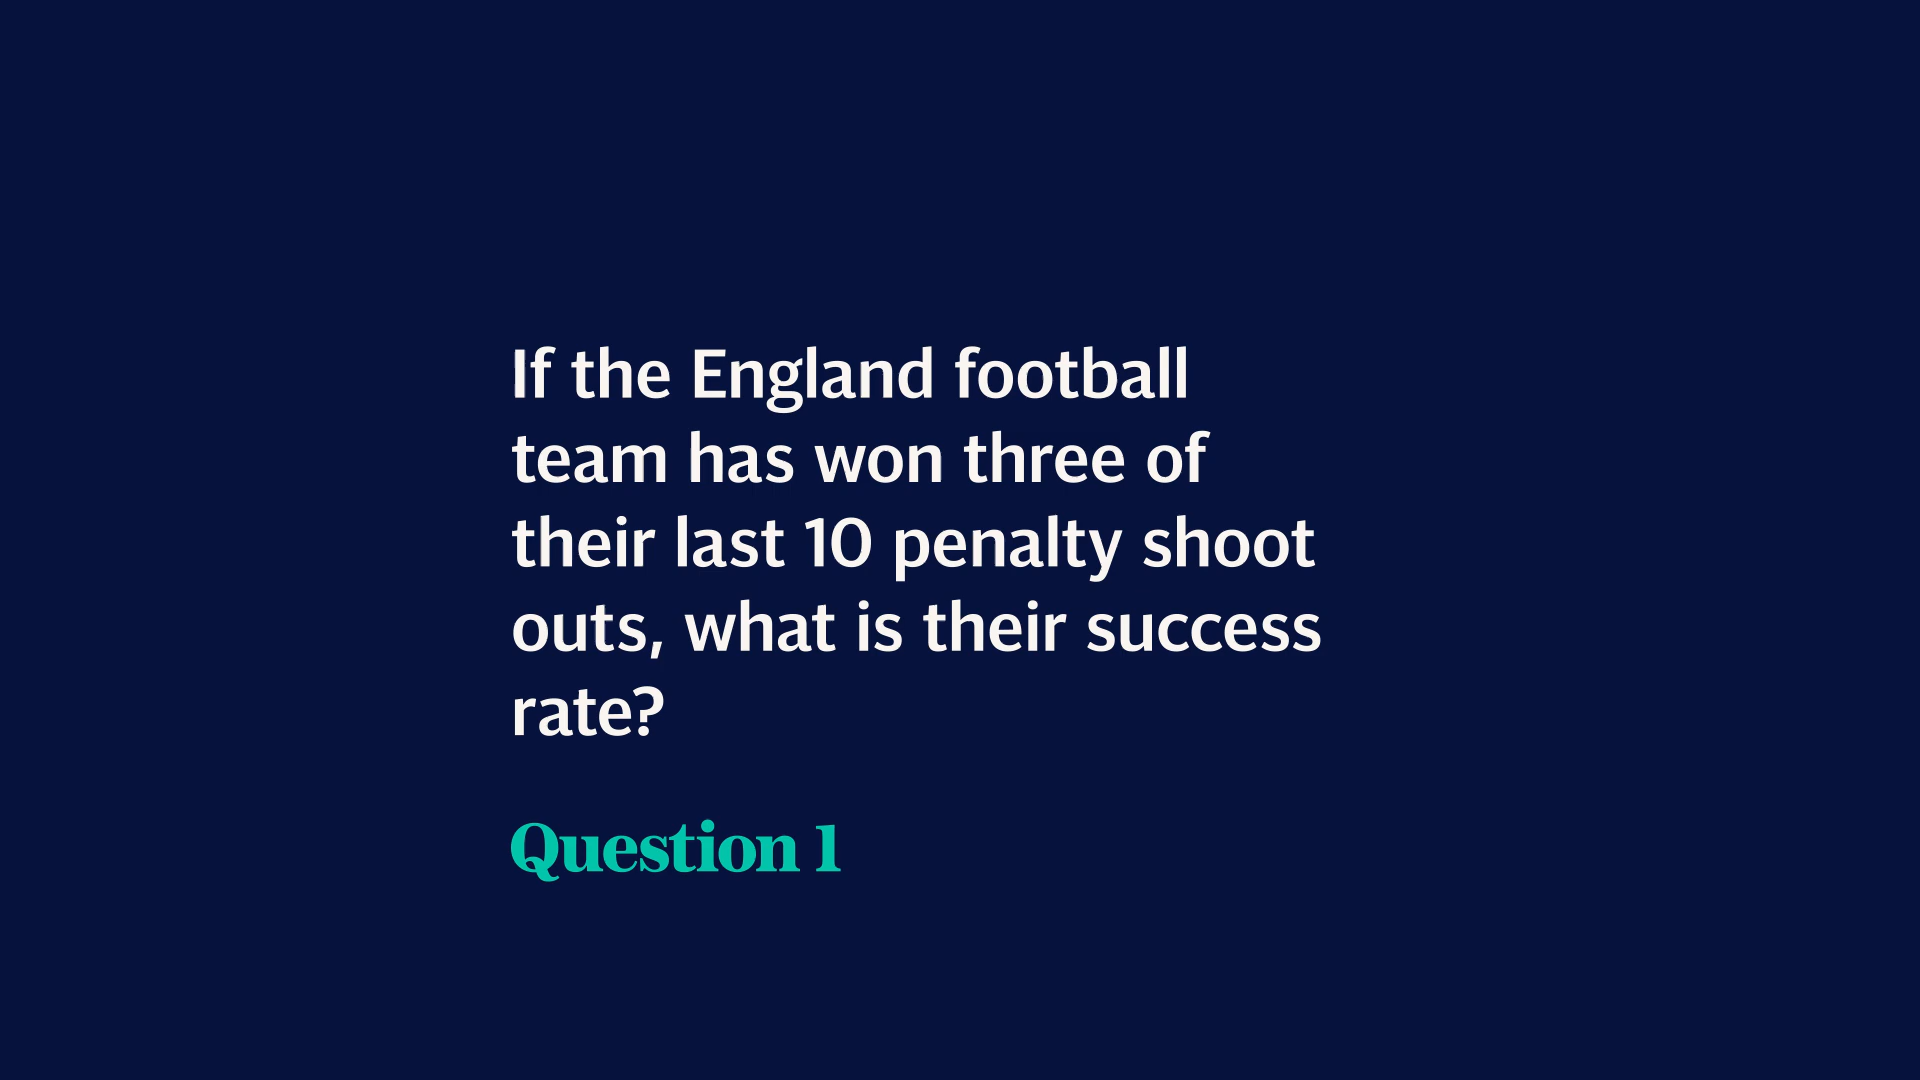 If the England football
team has won three of
their last 10 penalty shoot
outs, what is their success
rate?
Question 1